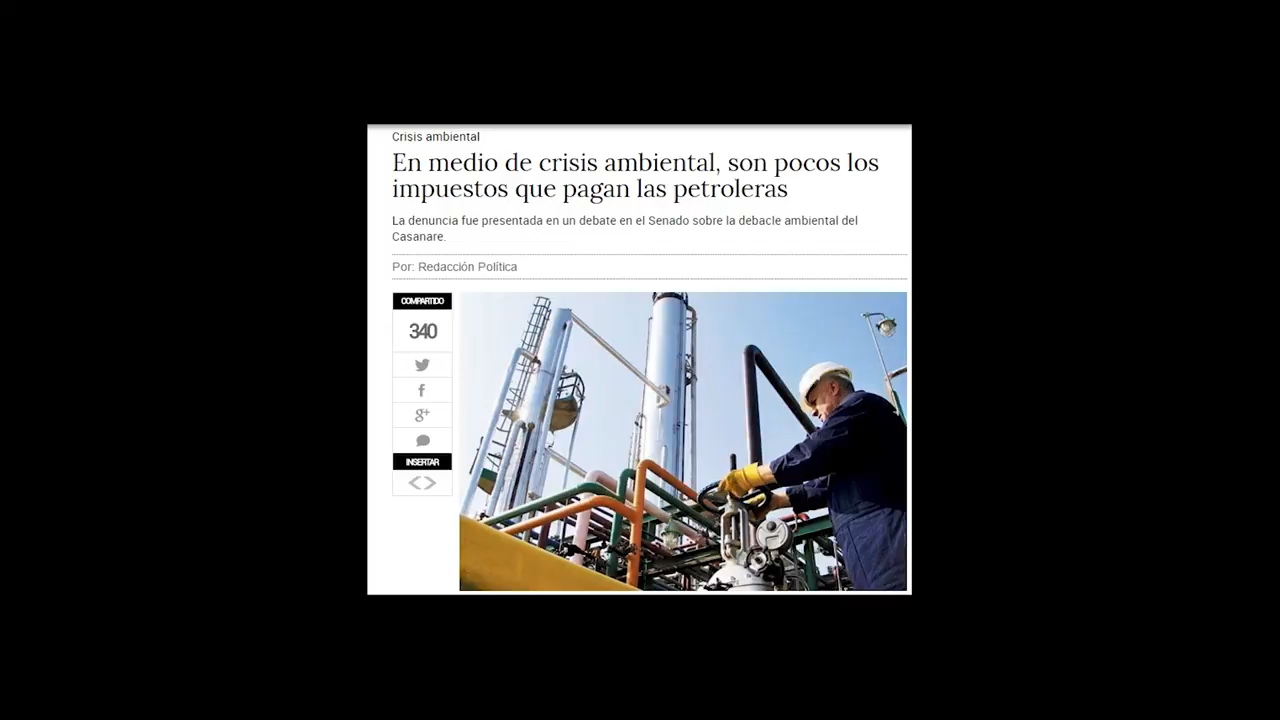 Crisis ambiental
En medio de crisis ambiental, son pocos los
impuestos que pagan las petroleras
La denuncia fue presentada en un debate en el Senado sobre la debacle ambiental del
Casanare.
Por: Redacción Política
COMPARTIDO
340
g+
INSERTAR